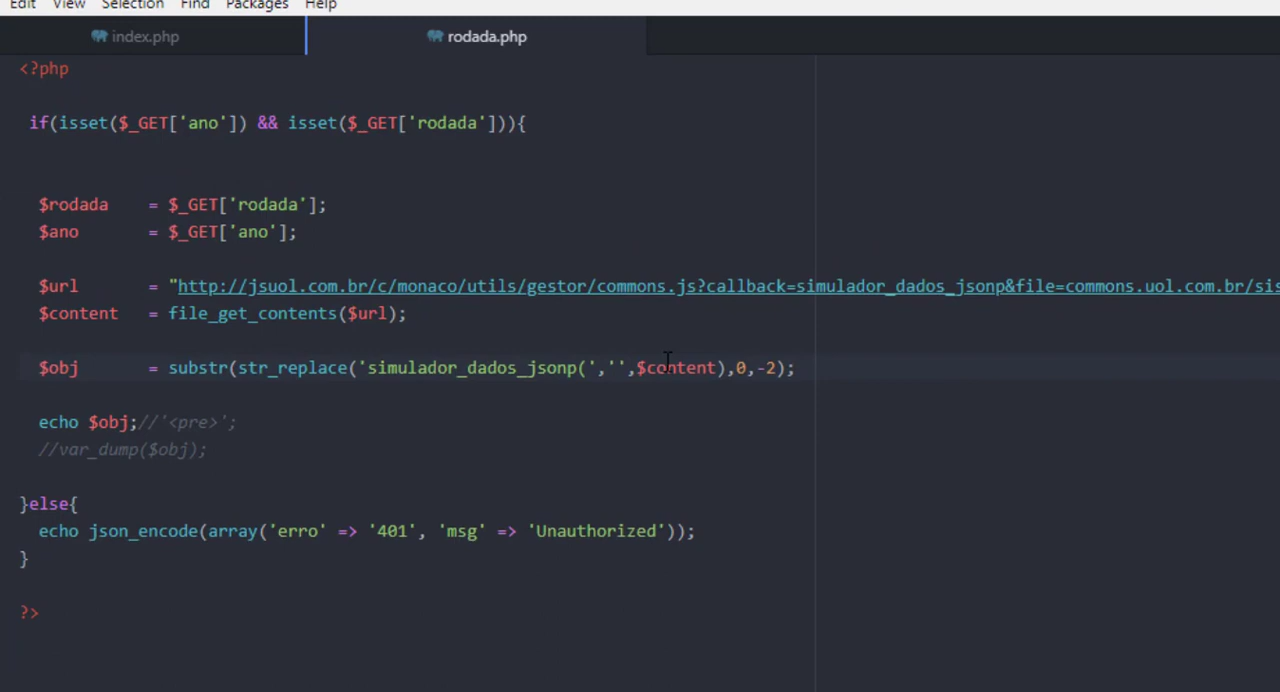 Edit View Selection Find Packages Help
index.php rodada.php
<?php
if(isset($_GET['ano']) && isset($_GET['rodada'])){
$rodada = $_GET['rodada'];
$ano = $_GET['ano'];
$url = "http://jsuol.com.br/c/monaco/utils/gestor/commons.js?callback=simulador_dados_jsonp&file=commons.uol.com.br/sis
$content = file_get_contents($url);
$obj = substr(str_replace('simulador_dados_jsonp(','',$content),0,-2);
echo $obj;//'<pre>';
//var_dump($obj);
}else{
echo json_encode(array('erro' => '401', 'msg' => 'Unauthorized'));
}
?>